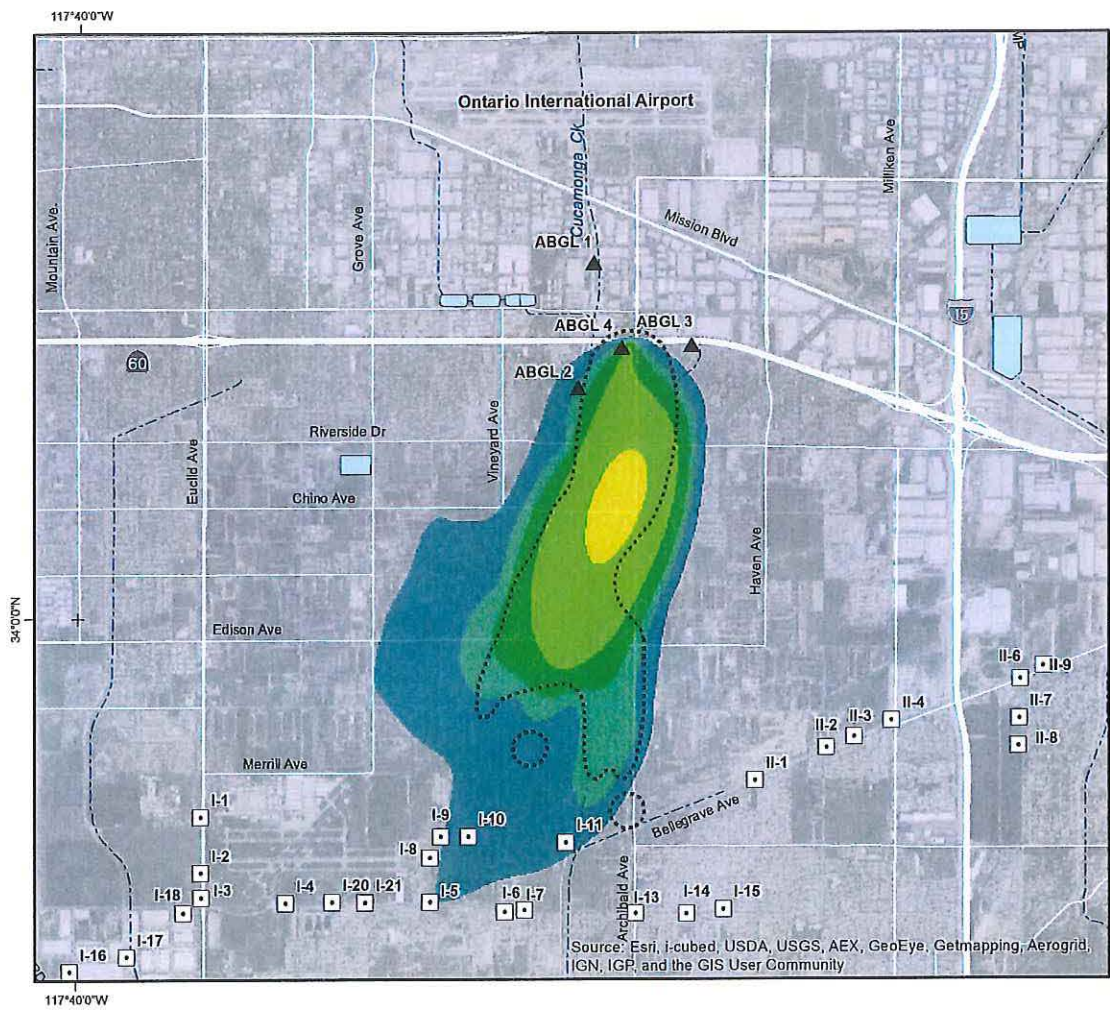 117°40'0"W
Ontario International Airport
Cucamonga Ck
Milliken Ave
Mountain Ave
Grove Ave
Mission Blvd
ABGL 1
15
ABGL 4
ABGL 3
60
ABGL 2
Riverside Dr
Vineyard Ave
Euclid Ave
Chino Ave
Haven Ave
34°0'0"N
Edison Ave
II-6
II-9
II-7
II-4
II-3
II-2
II-8
Merrill Ave
II-1
I-1
Bellegrave Ave
I-9
I-10
I-11
I-8
I-2
I-18
I-3
I-4
I-20
I-21
I-5
I-6
I-7
Archibald Ave
I-13
I-14
I-15
I-17
I-16
Source: Esri, i-cubed, USDA, USGS, AEX, GeoEye, Getmapping, Aerogrid,
IGN, IGP, and the GIS User Community
117°40'0"W